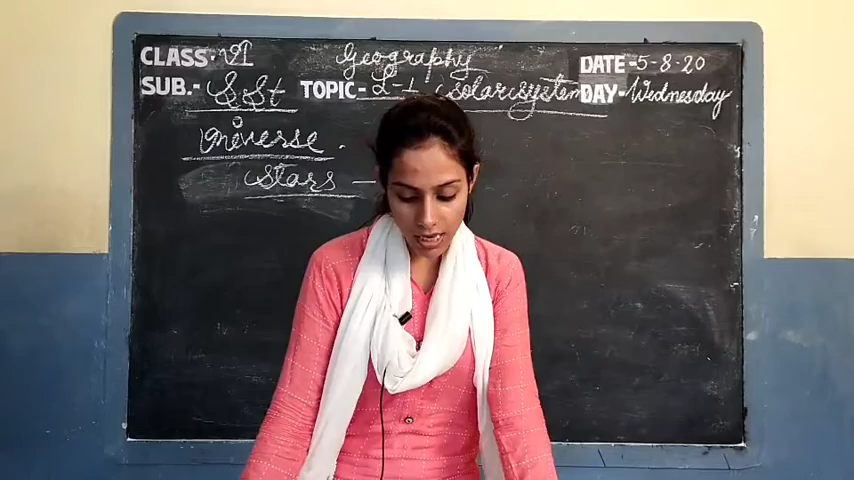 CLASS:- VI Geography DATE-5-8-20
SUB.- S.St TOPIC- L-1 solar system DAY-Wednesday
Universe.
Stars -